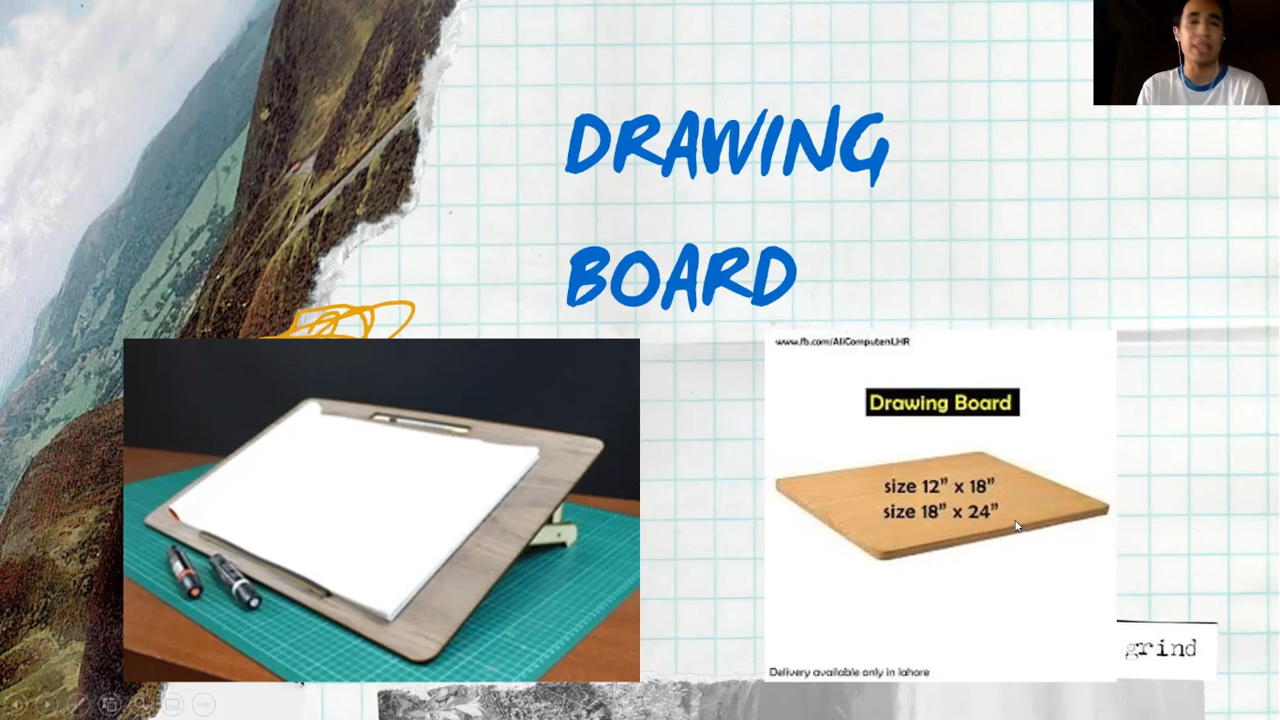 DRAWING
BOARD
www.fb.com/AliComputersLHR
Drawing Board
size 12” x 18”
size 18” x 24”
Delivery available only in lahore
grind